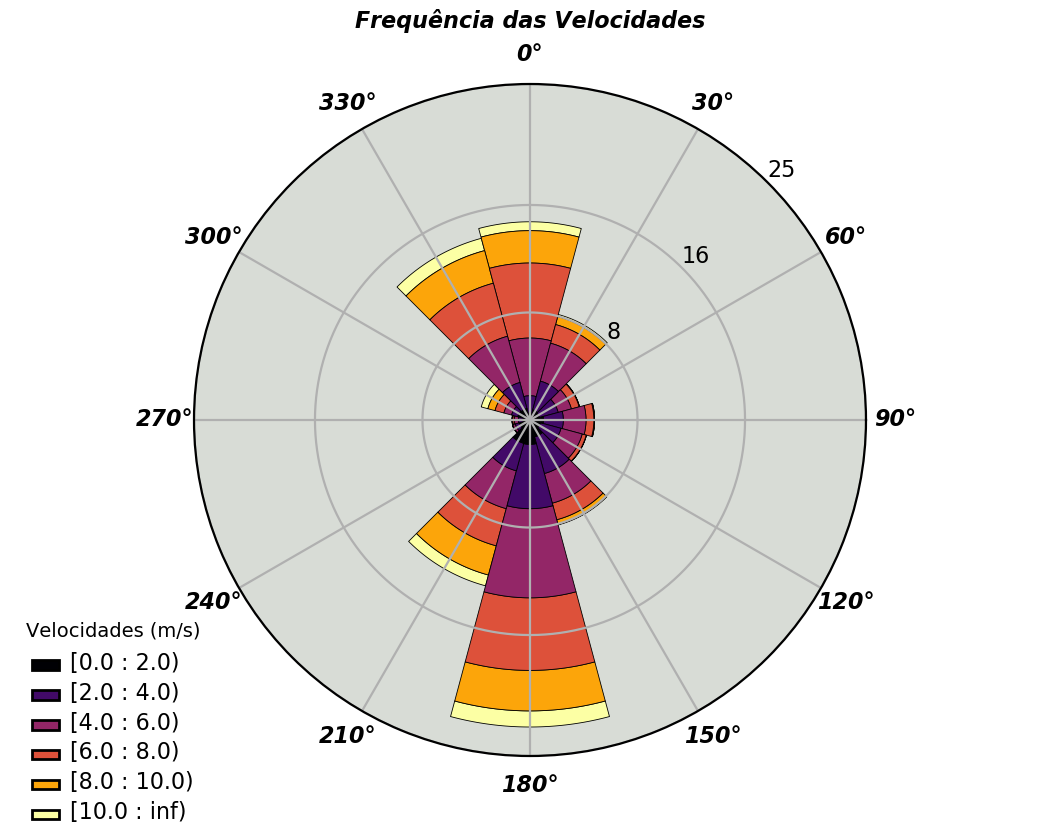 Frequência das Velocidades
0°
330°
30°
25
300°
60°
16
8
270°
90°
240°
120°
210°
150°
180°
Velocidades (m/s)
[0.0 : 2.0)
[2.0 : 4.0)
[4.0 : 6.0)
[6.0 : 8.0)
[8.0 : 10.0)
[10.0 : inf)